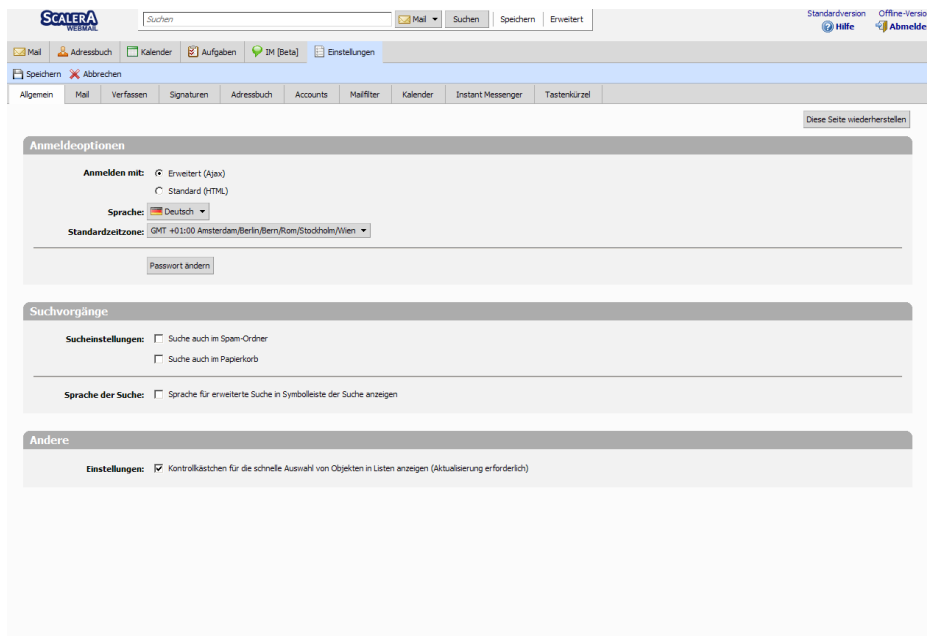 SCALERA
WEBMAIL
Suchen
Mail
Suchen
Speichern
Erweitert
Standardversion
Offline-Versio
Hilfe
Abmelde
Mail
Adressbuch
Kalender
Aufgaben
IM [Beta]
Einstellungen
Speichern
Abbrechen
Allgemein
Mail
Verfassen
Signaturen
Adressbuch
Accounts
Mailfilter
Kalender
Instant Messenger
Tastenkürzel
Diese Seite wiederherstellen
Anmeldeoptionen
Anmelden mit: Erweitert (Ajax)
Standard (HTML)
Sprache: Deutsch
Standardzeitzone: GMT +01:00 Amsterdam/Berlin/Bern/Rom/Stockholm/Wien
Passwort ändern
Suchvorgänge
Sucheinstellungen: Suche auch im Spam-Ordner
Suche auch im Papierkorb
Sprache der Suche: Sprache für erweiterte Suche in Symbolleiste der Suche anzeigen
Andere
Einstellungen: Kontrollkästchen für die schnelle Auswahl von Objekten in Listen anzeigen (Aktualisierung erforderlich)